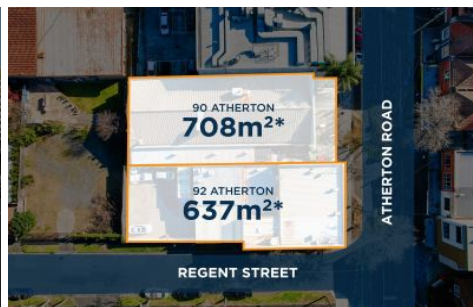 90 ATHERTON
708m²*
92 ATHERTON
637m²*
ATHERTON ROAD
REGENT STREET